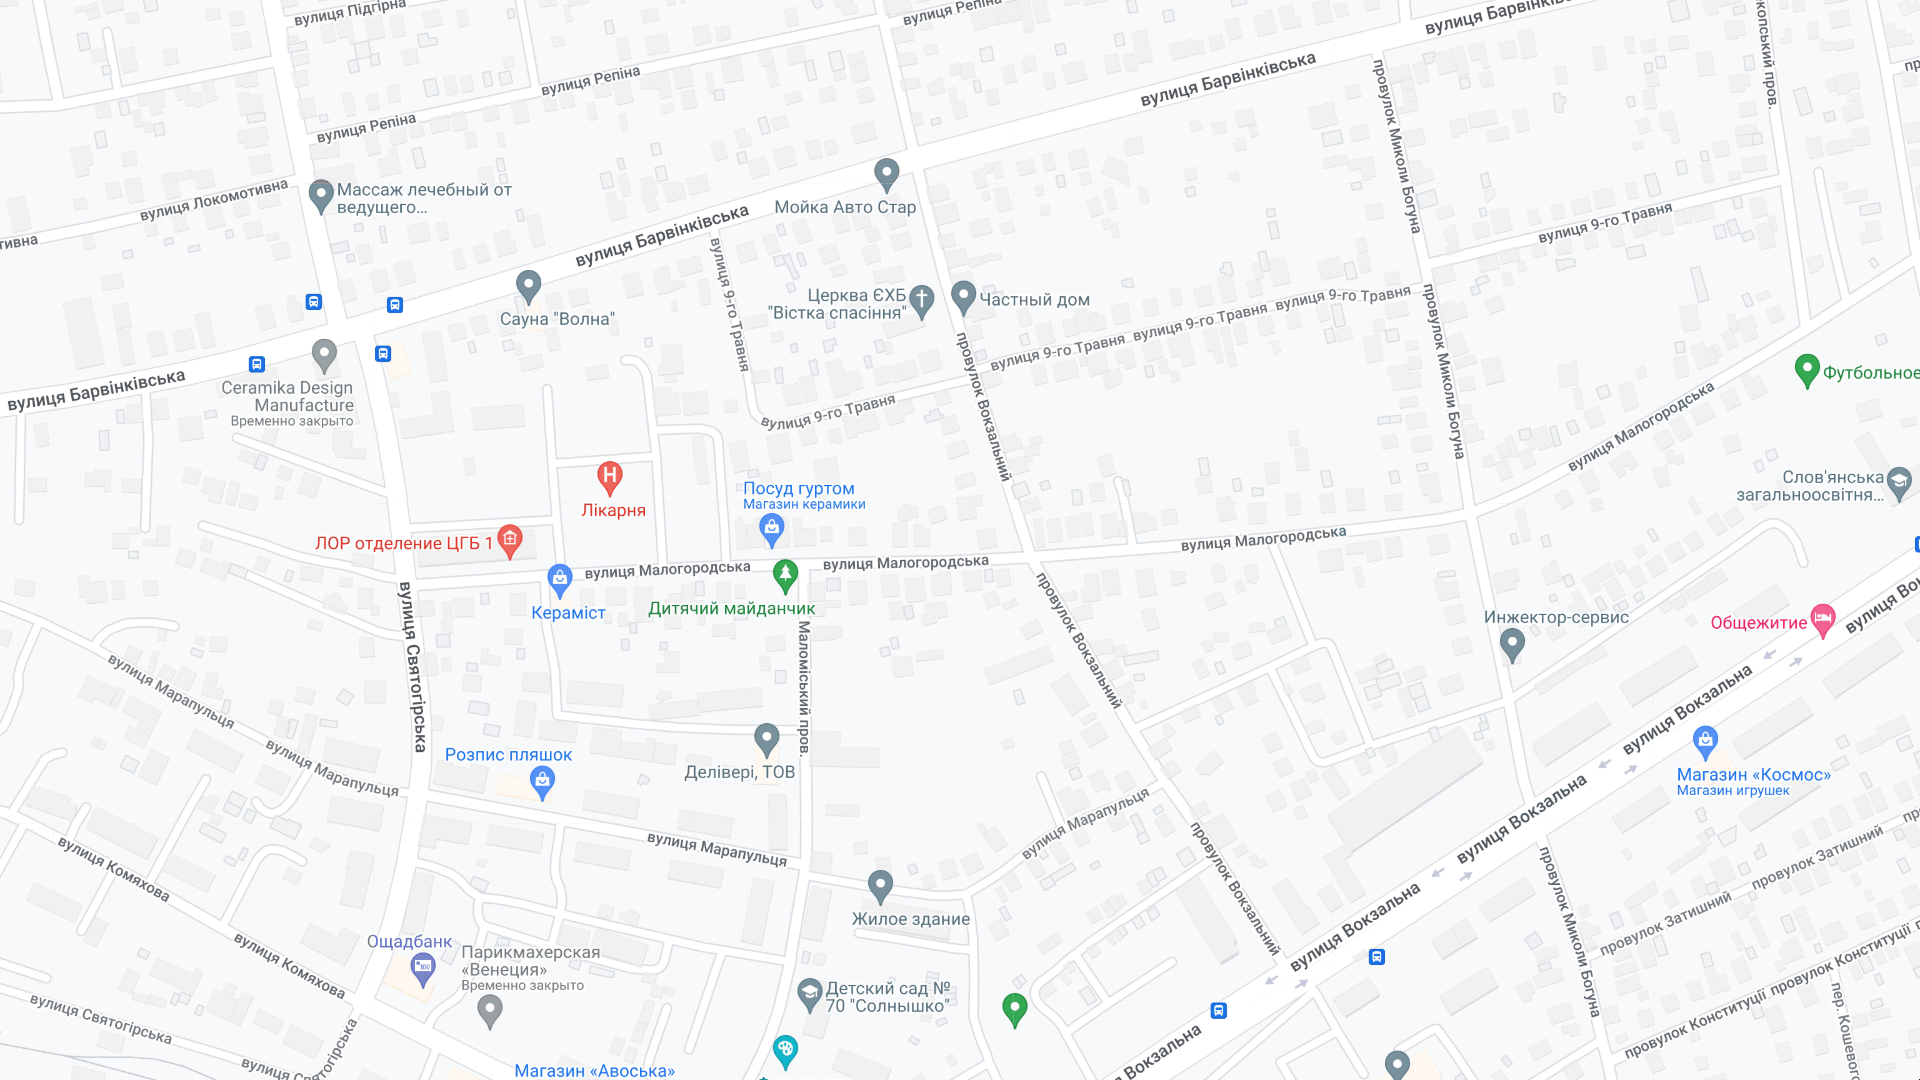 вулиця Підгірна
вулиця Репіна
вулиця Барвінківська
вулиця Репіна
вулиця Барвінківська
вулиця Репіна
провулок Миколи Богуна
вулиця Локомотивна
Массаж лечебный от
ведущего...
Мойка Авто Стар
вулиця Барвінківська
вулиця 9-го Травня
вулиця 9-го Травня
Церква ЄХБ
"Вістка спасіння"
Частный дом
Сауна "Волна"
вулиця 9-го Травня
вулиця 9-го Травня
вулиця 9-го Травня
провулок Миколи Богуна
провулок Вокзальний
вулиця Барвінківська
Ceramika Design
Manufacture
Временно закрыто
вулиця 9-го Травня
Футбольное
вулиця Малогородська
Лікарня
Посуд гуртом
Магазин керамики
Слов'янська
загальноосвітня...
ЛОР отделение ЦГБ 1
вулиця Малогородська
вулиця Малогородська
вулиця Малогородська
Кераміст
Дитячий майданчик
вулиця Святогірська
Маломіський пров.
провулок Вокзальний
Инжектор-сервис
Общежитие
вулиця Марапульця
вулиця Марапульця
Розпис пляшок
Делівері, ТОВ
вулиця Вокзальна
Магазин «Космос»
Магазин игрушек
вулиця Вокзальна
вулиця Марапульця
вулиця Марапульця
провулок Вокзальний
провулок Затишний
провулок Затишний
вулиця Комяхова
вулиця Комяхова
Жилое здание
вулиця Вокзальна
провулок Миколи Богуна
Ощадбанк
Парикмахерская
«Венеция»
Временно закрыто
Детский сад №
70 "Солнышко"
провулок Конституції
провулок Конституції
пер. Кошевого
вулиця Святогірська
Магазин «Авоська»